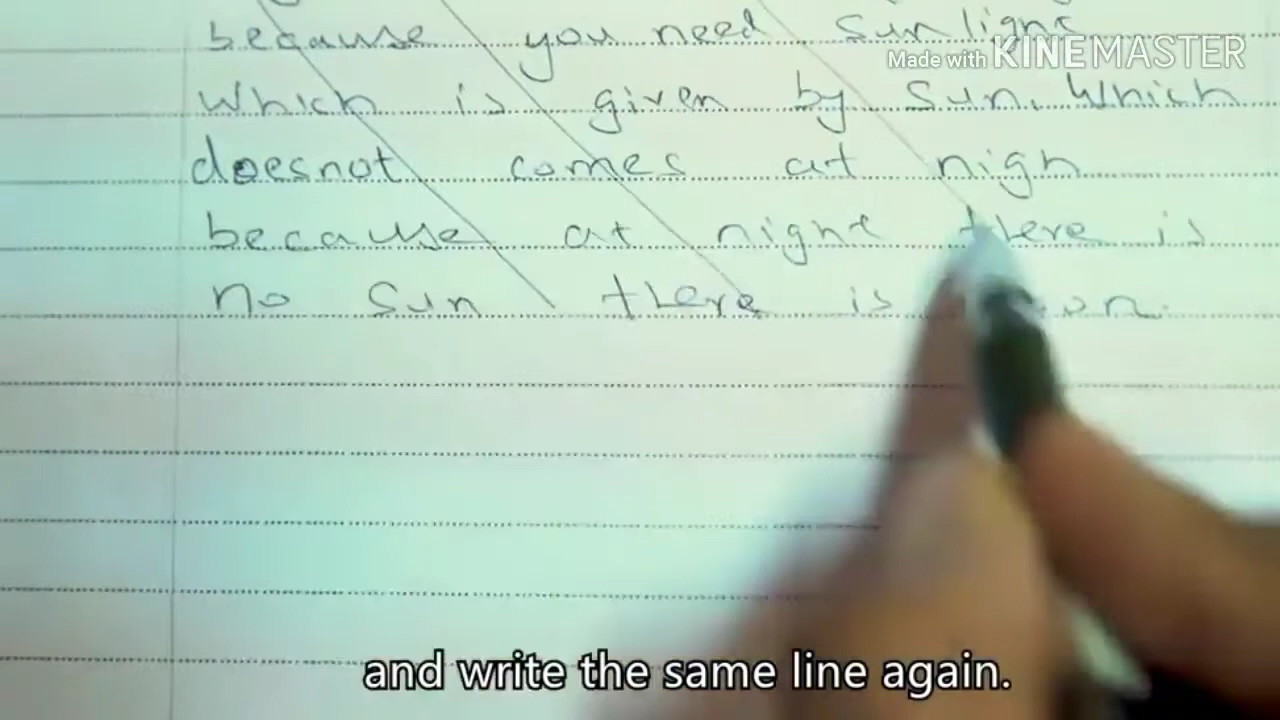 because you need Sunlight
Made with KINEMASTER
Which is given by Sun. Which
doesnot comes at nigh
because at night there is
no Sun there is
and write the same line again.